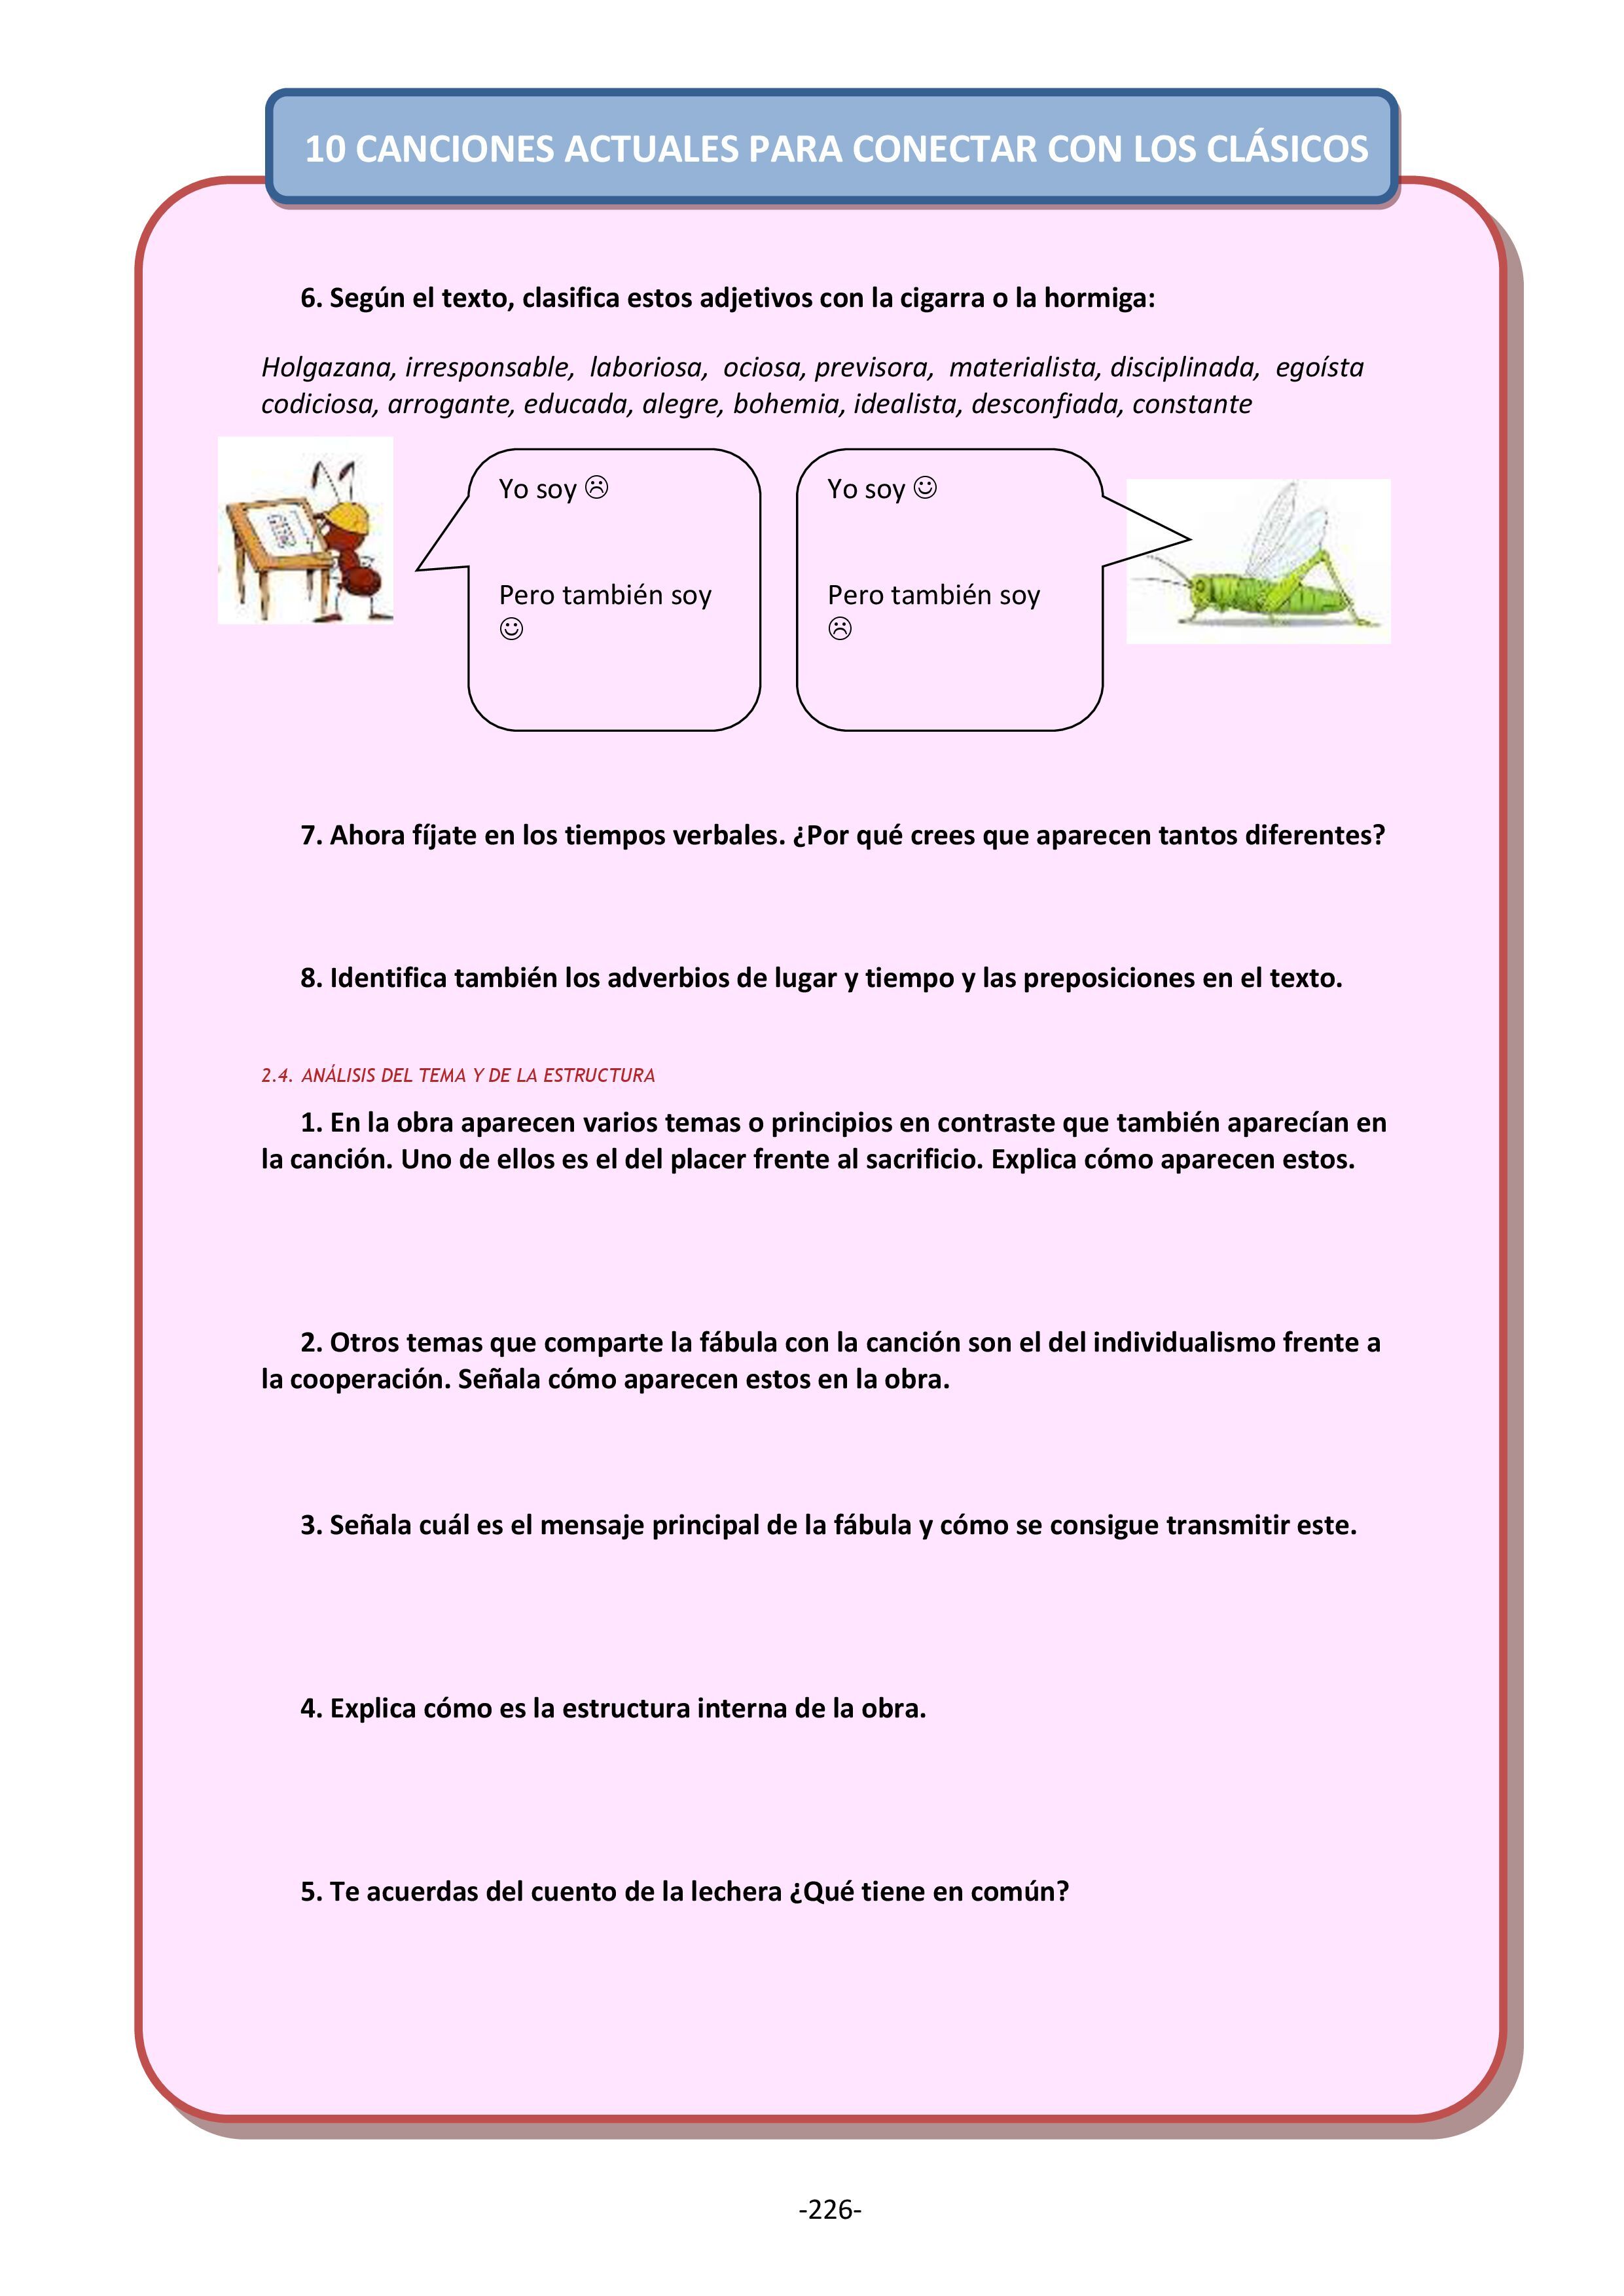 10 CANCIONES ACTUALES PARA CONECTAR CON LOS CLÁSICOS
6. Según el texto, clasifica estos adjetivos con la cigarra o la hormiga:
Holgazana, irresponsable, laboriosa, ociosa, previsora, materialista, disciplinada, egoísta
codiciosa, arrogante, educada, alegre, bohemia, idealista, desconfiada, constante
Yo soy ☹
Pero también soy
☺
Yo soy ☺
Pero también soy
☹
7. Ahora fíjate en los tiempos verbales. ¿Por qué crees que aparecen tantos diferentes?
8. Identifica también los adverbios de lugar y tiempo y las preposiciones en el texto.
2.4. ANÁLISIS DEL TEMA Y DE LA ESTRUCTURA
1. En la obra aparecen varios temas o principios en contraste que también aparecían en
la canción. Uno de ellos es el del placer frente al sacrificio. Explica cómo aparecen estos.
2. Otros temas que comparte la fábula con la canción son el del individualismo frente a
la cooperación. Señala cómo aparecen estos en la obra.
3. Señala cuál es el mensaje principal de la fábula y cómo se consigue transmitir este.
4. Explica cómo es la estructura interna de la obra.
5. Te acuerdas del cuento de la lechera ¿Qué tiene en común?
-226-